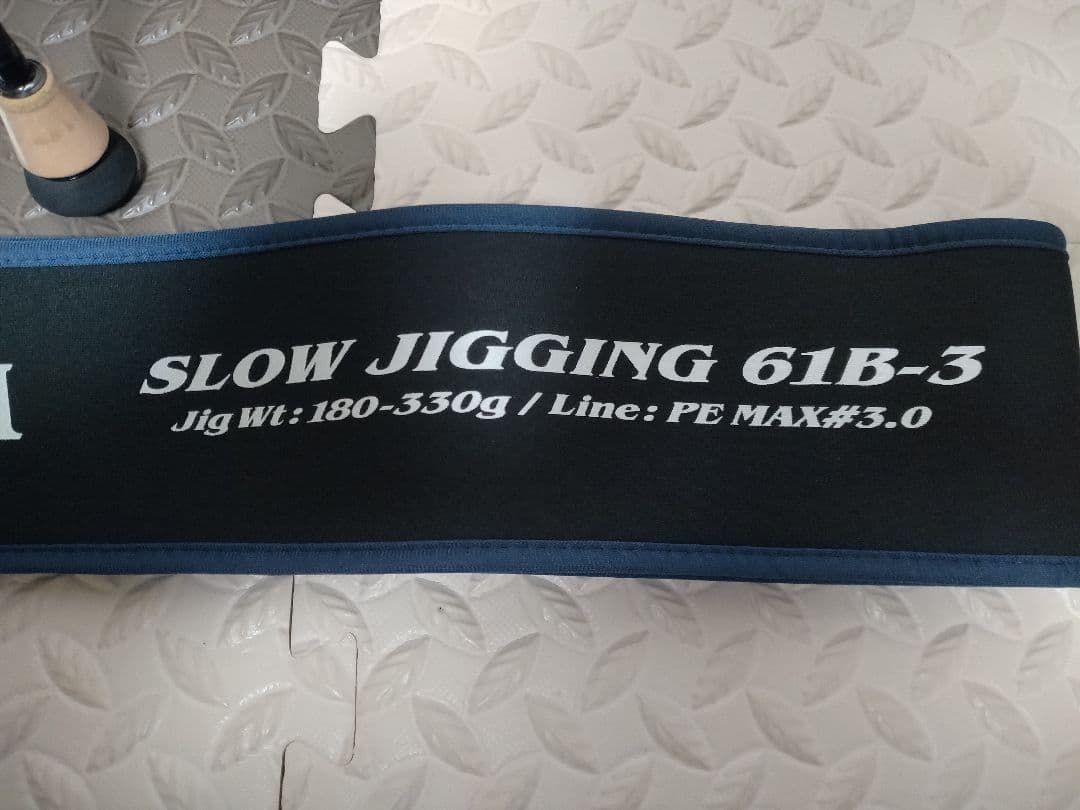 SLOW JIGGING 61B-3
Jig Wt: 180-330g / Line: PE MAX#3.0